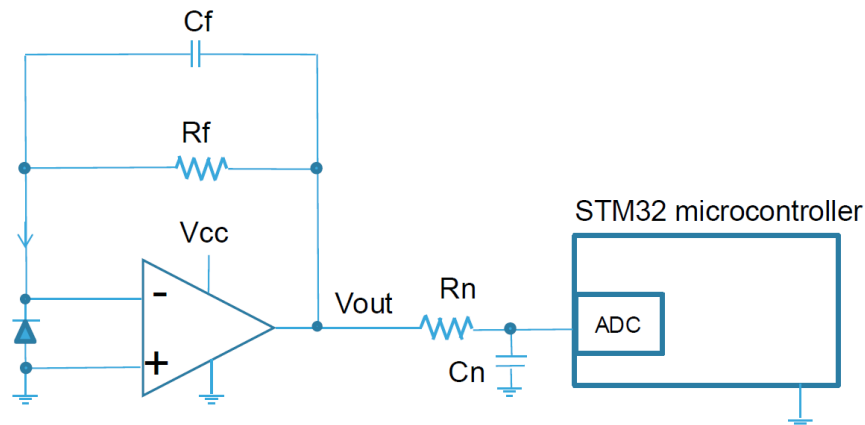 Cf
Rf
STM32 microcontroller
Vcc
-
Vout
Rn
ADC
+
Cn